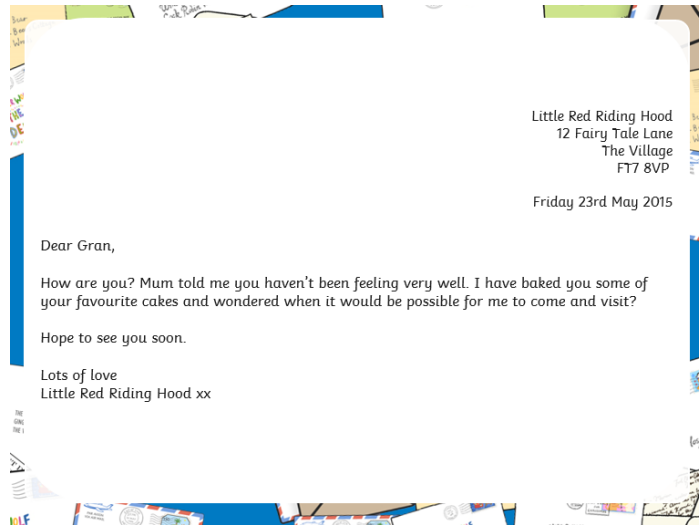 Little Red Riding Hood
12 Fairy Tale Lane
The Village
FT7 8VP
Friday 23rd May 2015
Dear Gran,
How are you? Mum told me you haven't been feeling very well. I have baked you some of
your favourite cakes and wondered when it would be possible for me to come and visit?
Hope to see you soon.
Lots of love
Little Red Riding Hood xx